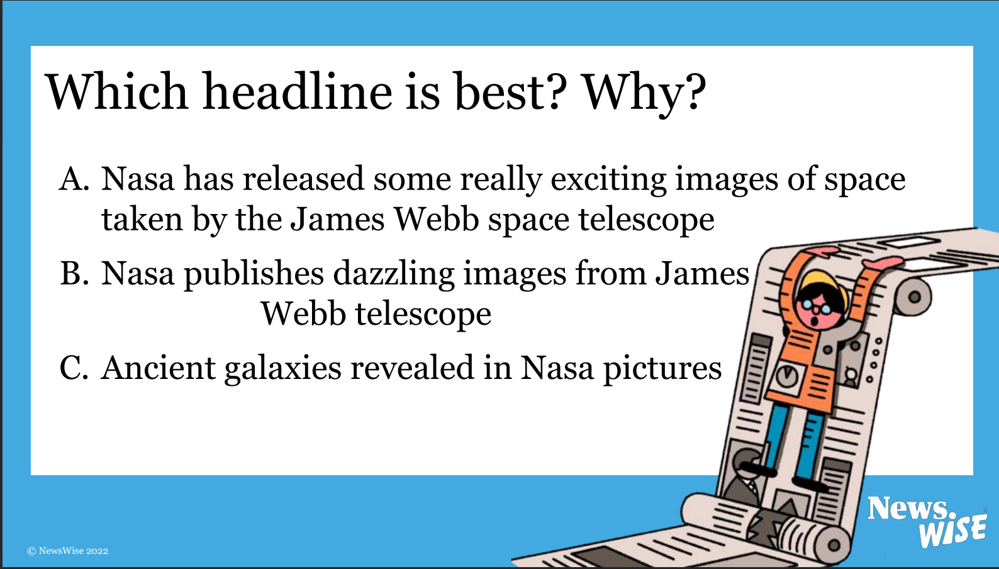 Which headline is best? Why?
A. Nasa has released some really exciting images of space
taken by the James Webb space telescope
B. Nasa publishes dazzling images from James
Webb telescope
C. Ancient galaxies revealed in Nasa pictures
News
WiSE
© NewsWise 2022